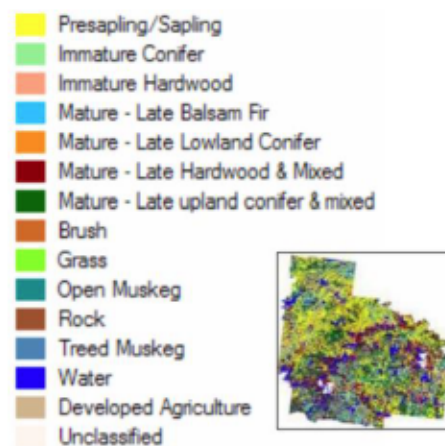 Presapling/Sapling
Immature Conifer
Immature Hardwood
Mature - Late Balsam Fir
Mature - Late Lowland Conifer
Mature - Late Hardwood & Mixed
Mature - Late upland conifer & mixed
Brush
Grass
Open Muskeg
Rock
Treed Muskeg
Water
Developed Agriculture
Unclassified